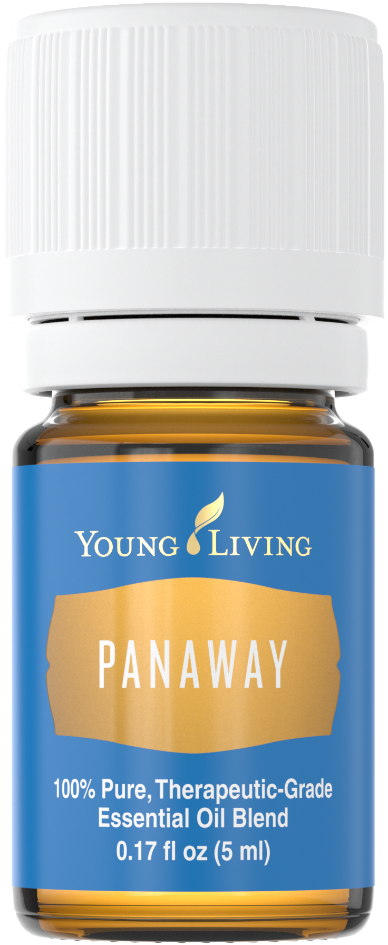 YOUNG LIVING
PANAWAY
100% Pure, Therapeutic-Grade
Essential Oil Blend
0.17 fl oz (5 ml)